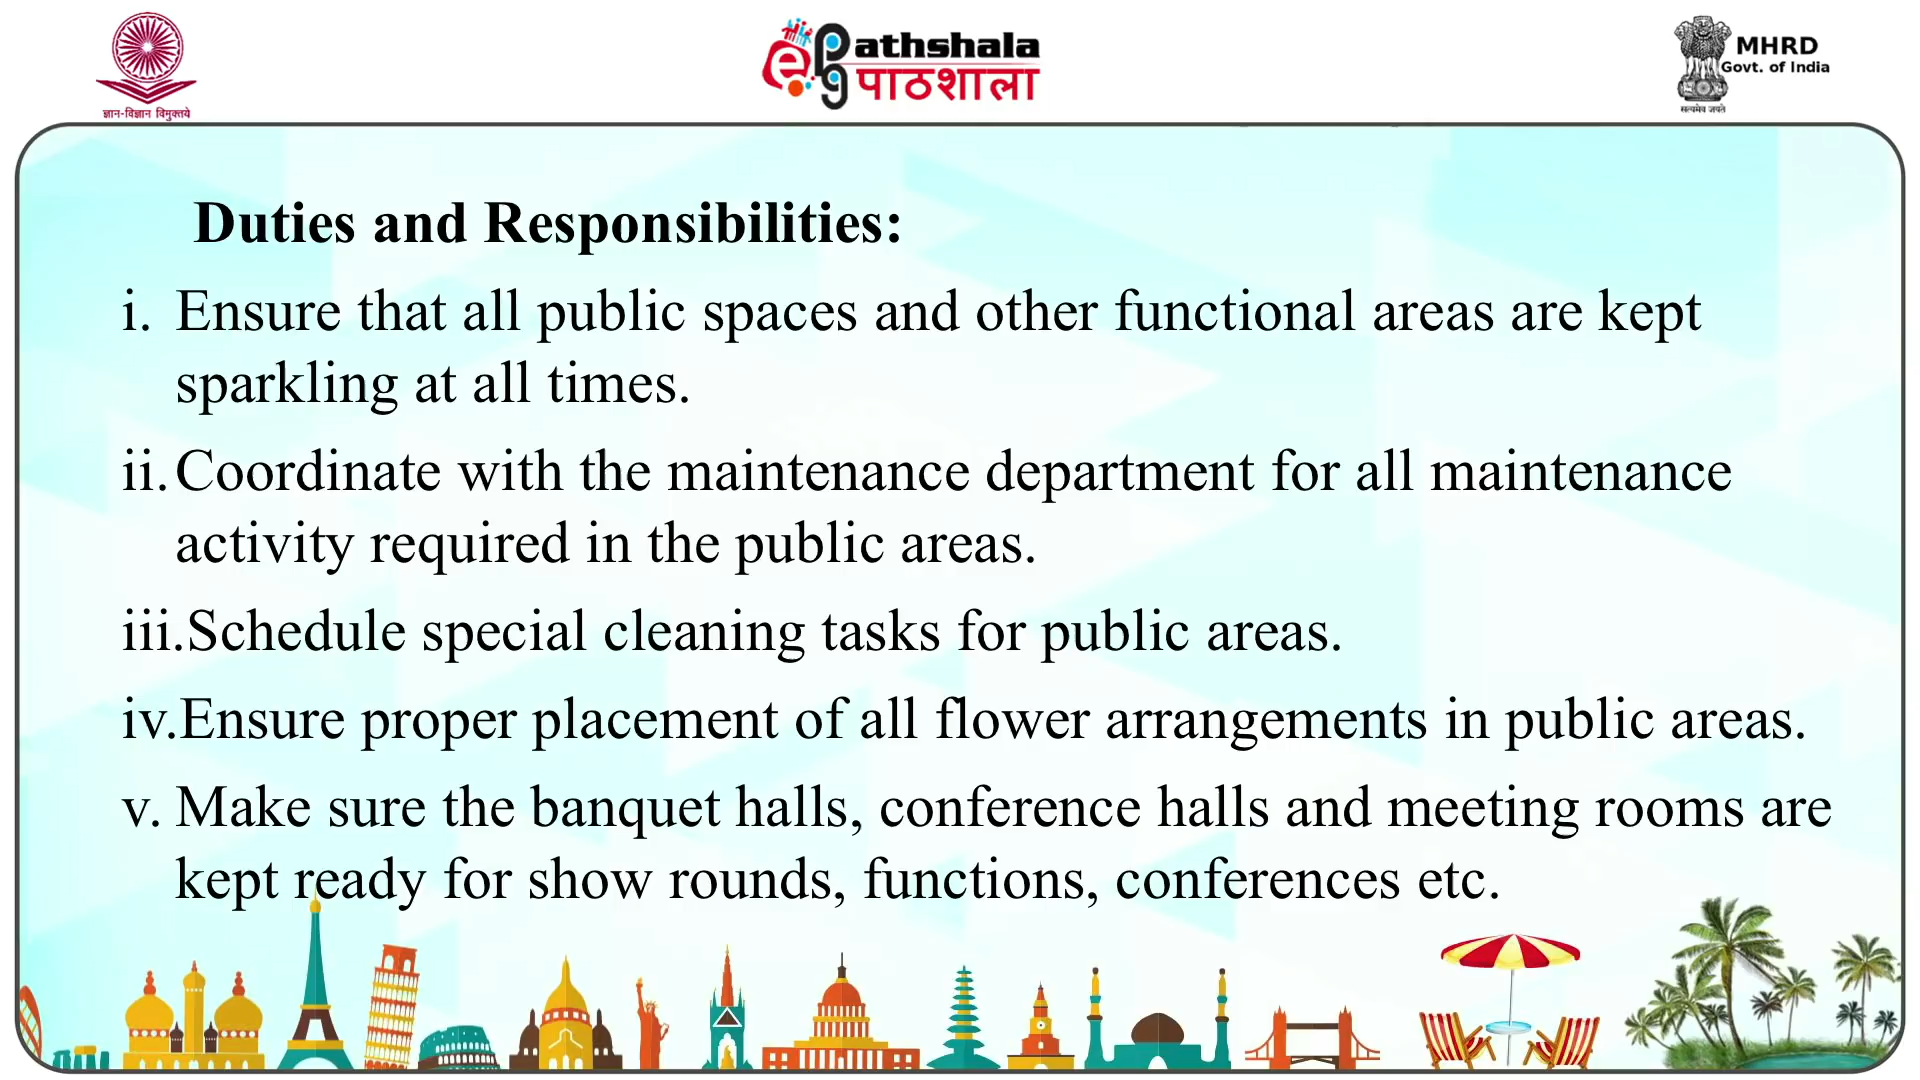 ज्ञान-विज्ञान विमुक्तये
ePG Pathshala
पाठशाला
MHRD
Govt. of India
सत्यमेव जयते
Duties and Responsibilities:
i. Ensure that all public spaces and other functional areas are kept
sparkling at all times.
ii. Coordinate with the maintenance department for all maintenance
activity required in the public areas.
iii.Schedule special cleaning tasks for public areas.
iv.Ensure proper placement of all flower arrangements in public areas.
v. Make sure the banquet halls, conference halls and meeting rooms are
kept ready for show rounds, functions, conferences etc.